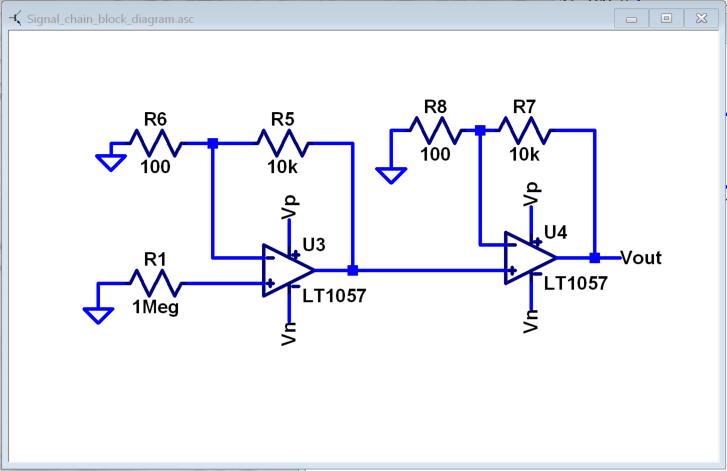 Signal_chain_block_diagram.asc
R6
100
R5
10k
R8
100
R7
10k
Vp
U3
LT1057
Vn
R1
1Meg
Vp
U4
LT1057
Vn
Vout